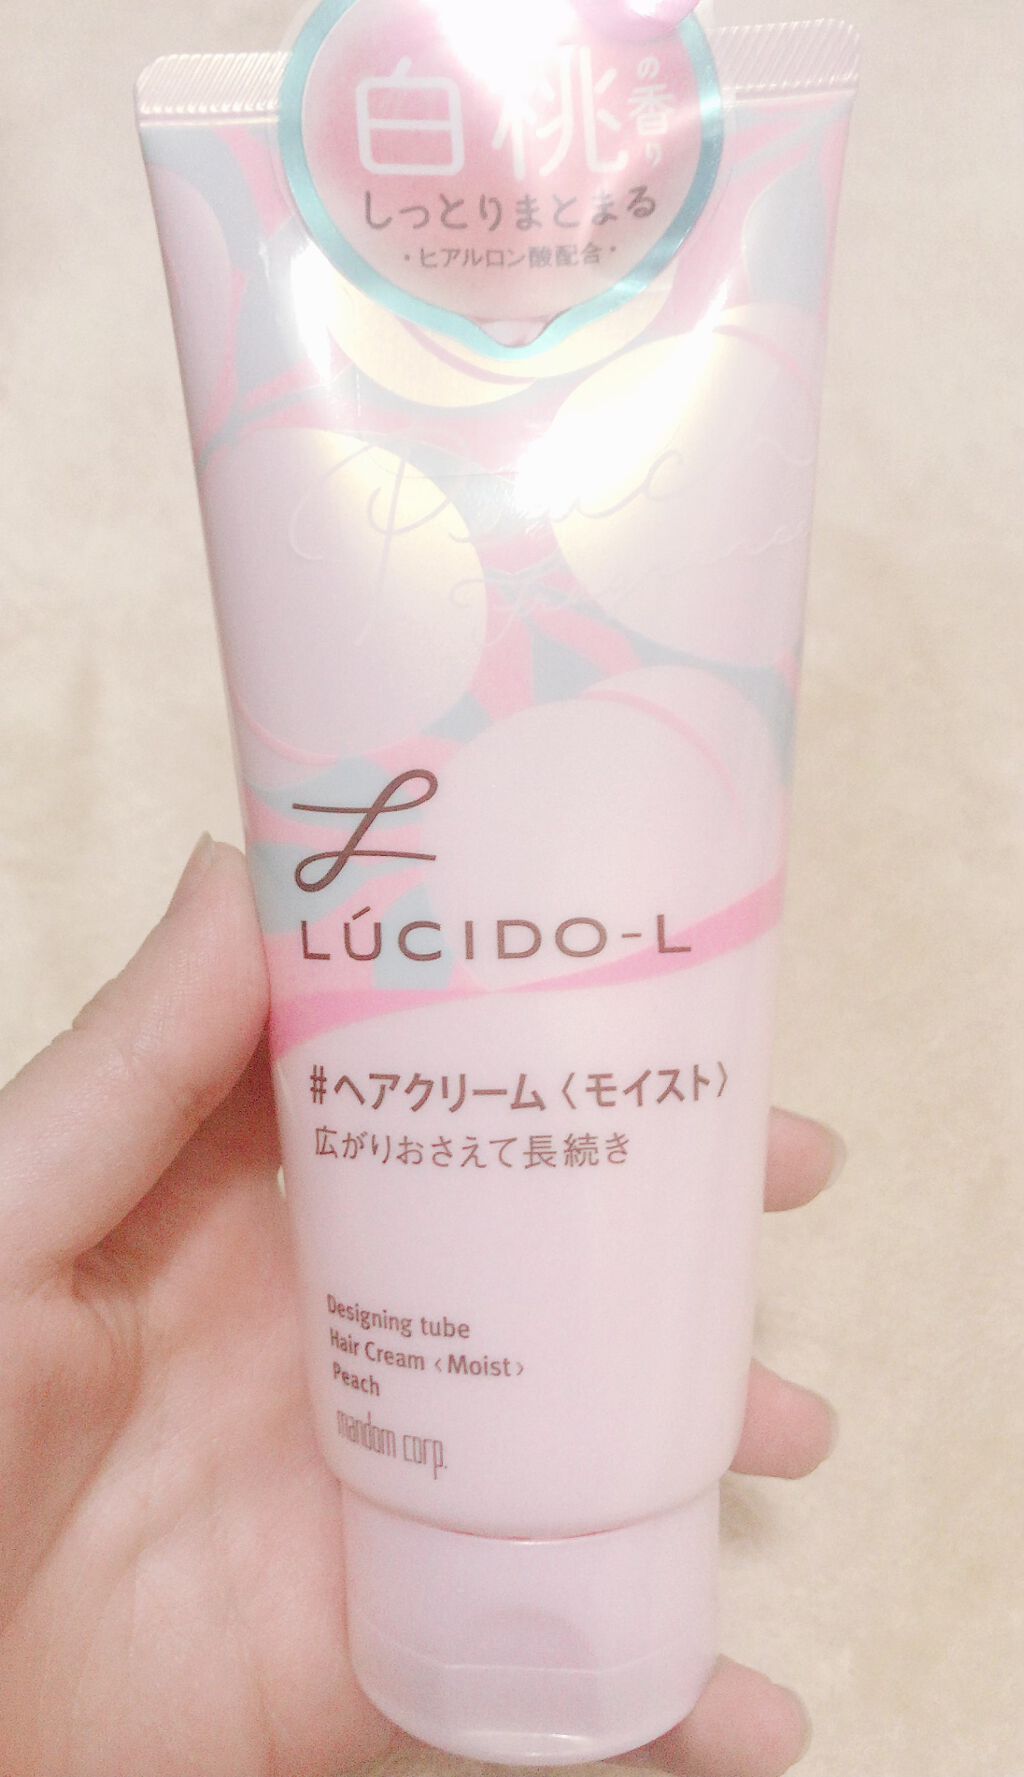 白桃の香り
しっとりまとまる
・ヒアルロン酸配合・
L
LÚCIDO-L
#ヘアクリーム〈モイスト〉
広がりおさえて長続き
Designing tube
Hair Cream <Moist>
Peach
mandom corp.